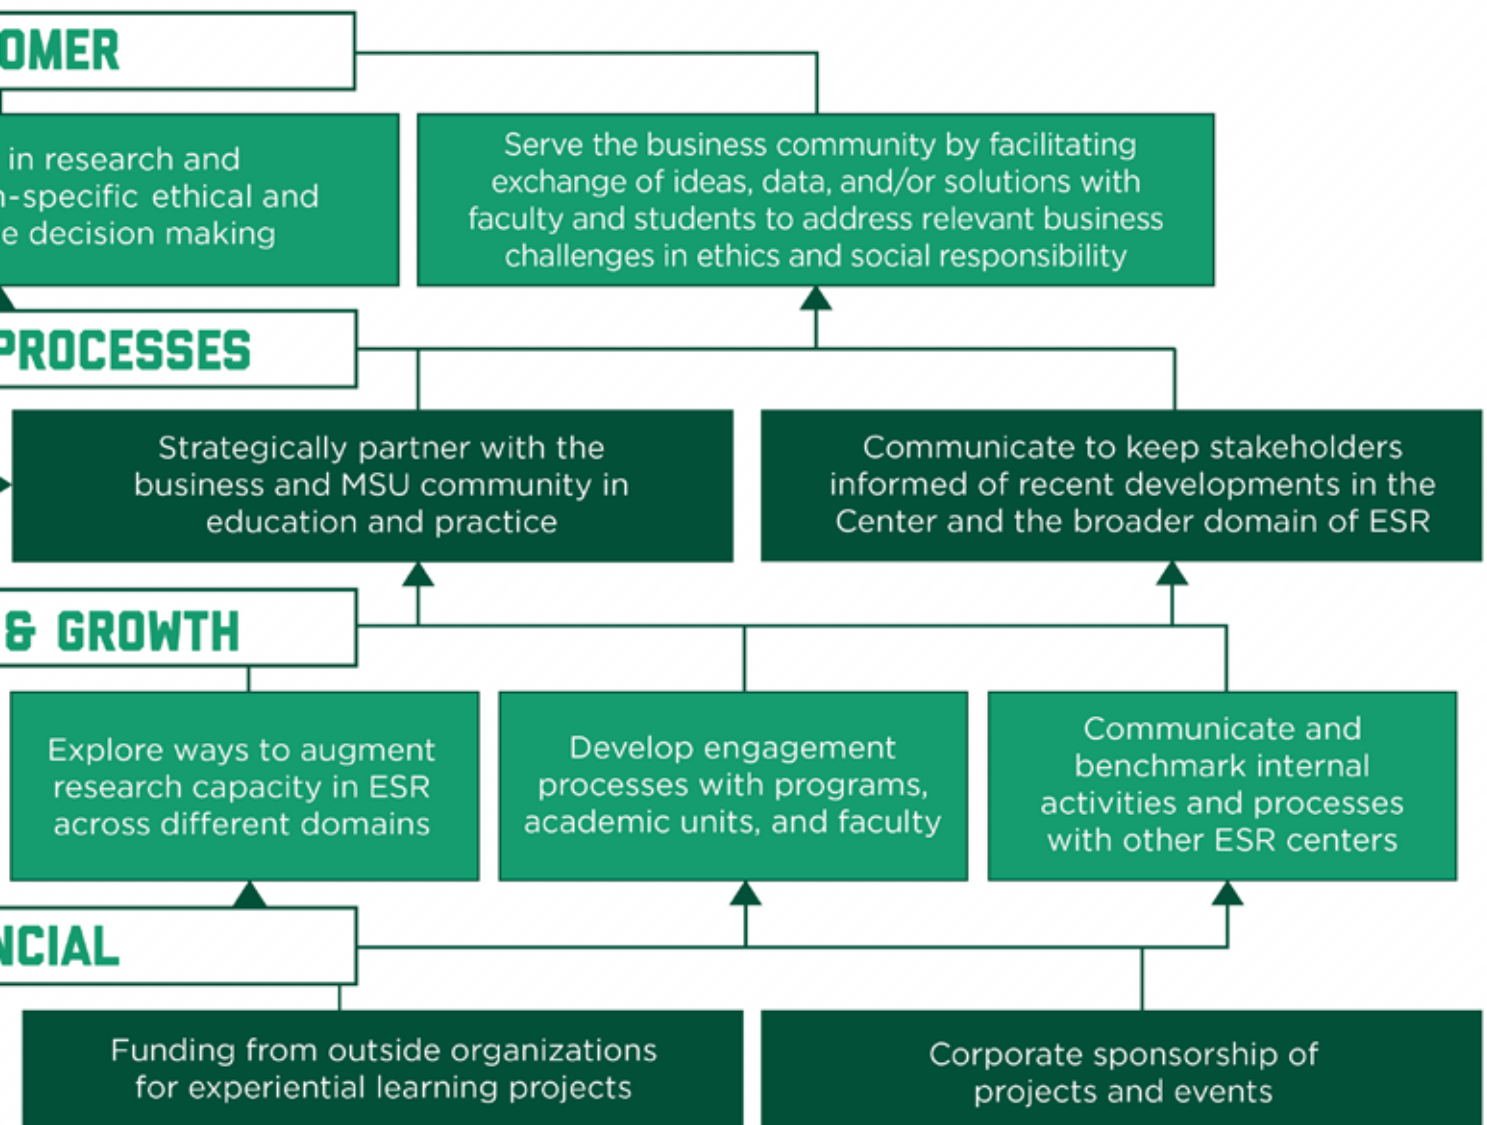 OMER
in research and
-specific ethical and
e decision making
Serve the business community by facilitating
exchange of ideas, data, and/or solutions with
faculty and students to address relevant business
challenges in ethics and social responsibility
PROCESSES
Strategically partner with the
business and MSU community in
education and practice
Communicate to keep stakeholders
informed of recent developments in the
Center and the broader domain of ESR
& GROWTH
Explore ways to augment
research capacity in ESR
across different domains
Develop engagement
processes with programs,
academic units, and faculty
Communicate and
benchmark internal
activities and processes
with other ESR centers
NCIAL
Funding from outside organizations
for experiential learning projects
Corporate sponsorship of
projects and events